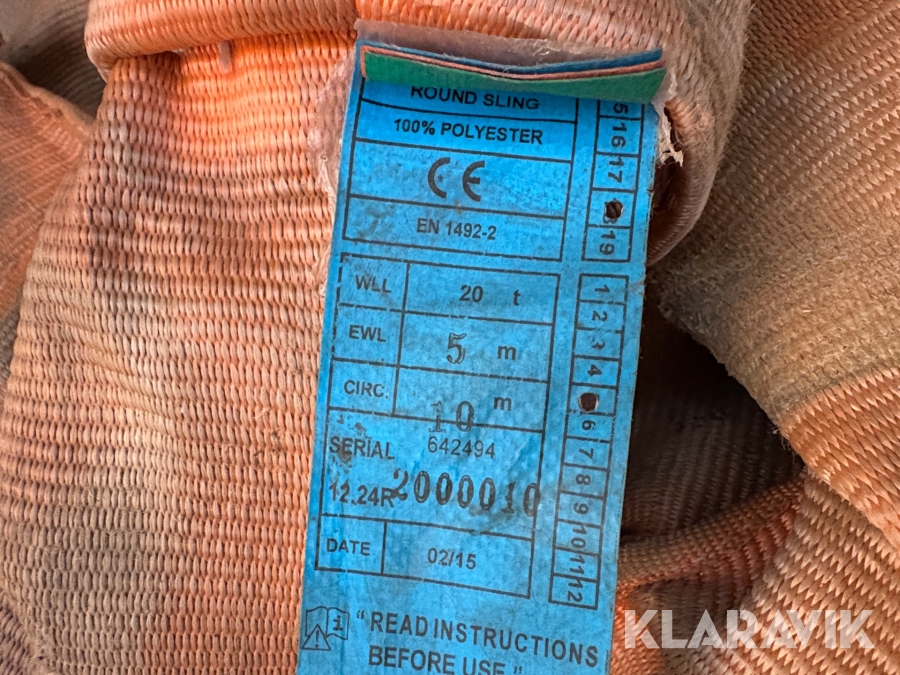 ROUND SLING
100% POLYESTER
CE
EN 1492-2
WLL 20 t
EWL 5 m
CIRC. 10 m
SERIAL 642494
12.24R 2000010
DATE 02/15
"READ INSTRUCTIONS
BEFORE USE"
5
16
17
19
1
2
3
4
6
7
8
9
10
11
12
KLARAVIK